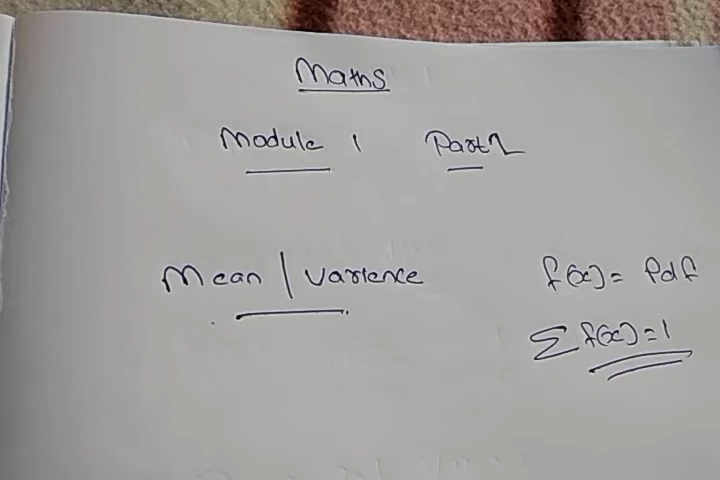 Maths
Module 1 Part 2
Mean / varience f(x) = Pdf
∑ f(x) = 1